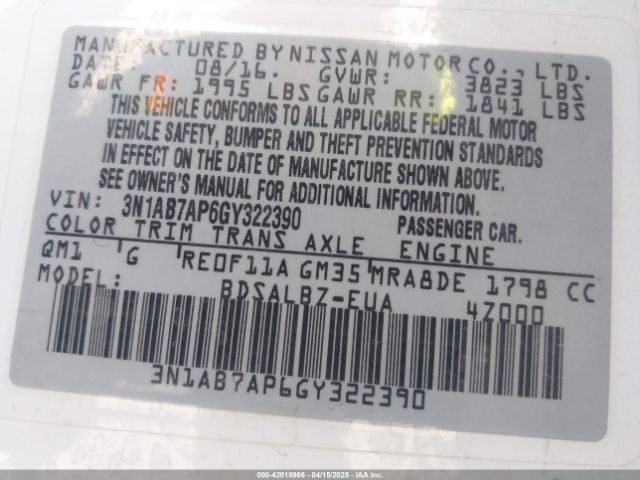 MANUFACTURED BY NISSAN MOTOR CO., LTD.
DATE: 08/16. GVWR: 3823 LBS
GAWR FR: 1995 LBS GAWR RR: 1841 LBS
THIS VEHICLE CONFORMS TO ALL APPLICABLE FEDERAL MOTOR
VEHICLE SAFETY, BUMPER AND THEFT PREVENTION STANDARDS
IN EFFECT ON THE DATE OF MANUFACTURE SHOWN ABOVE.
SEE OWNER'S MANUAL FOR ADDITIONAL INFORMATION.
VIN: 3N1AB7AP6GY322390 PASSENGER CAR.
COLOR TRIM TRANS AXLE ENGINE
QM1 G RE0F11A GM35 MRA8DE 1798 CC
MODEL: BDSALBZ-EUA 4Z000
3N1AB7AP6GY322390
000-42018966 - 04/15/2025 - IAAI.COM